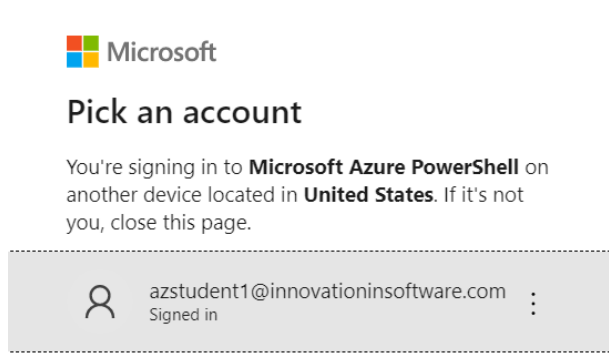 Microsoft
Pick an account
You're signing in to Microsoft Azure PowerShell on
another device located in United States. If it's not
you, close this page.
azstudent1@innovationinsoftware.com
Signed in